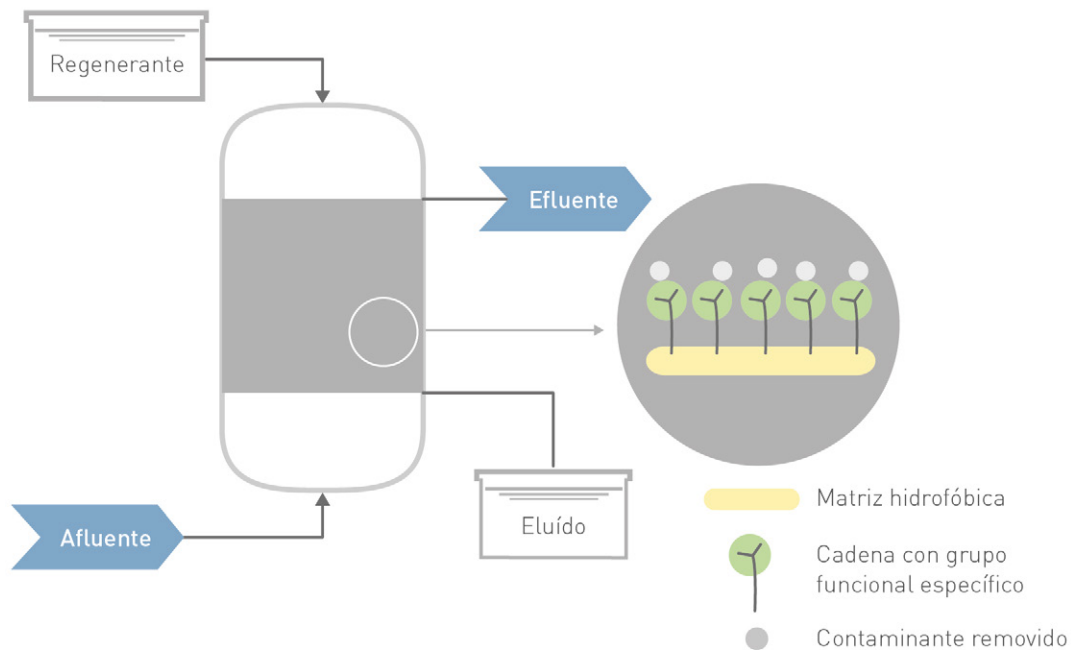 Regenerante
Efluente
Afluente
Eluído
Matriz hidrofóbica
Cadena con grupo
funcional específico
Contaminante removido